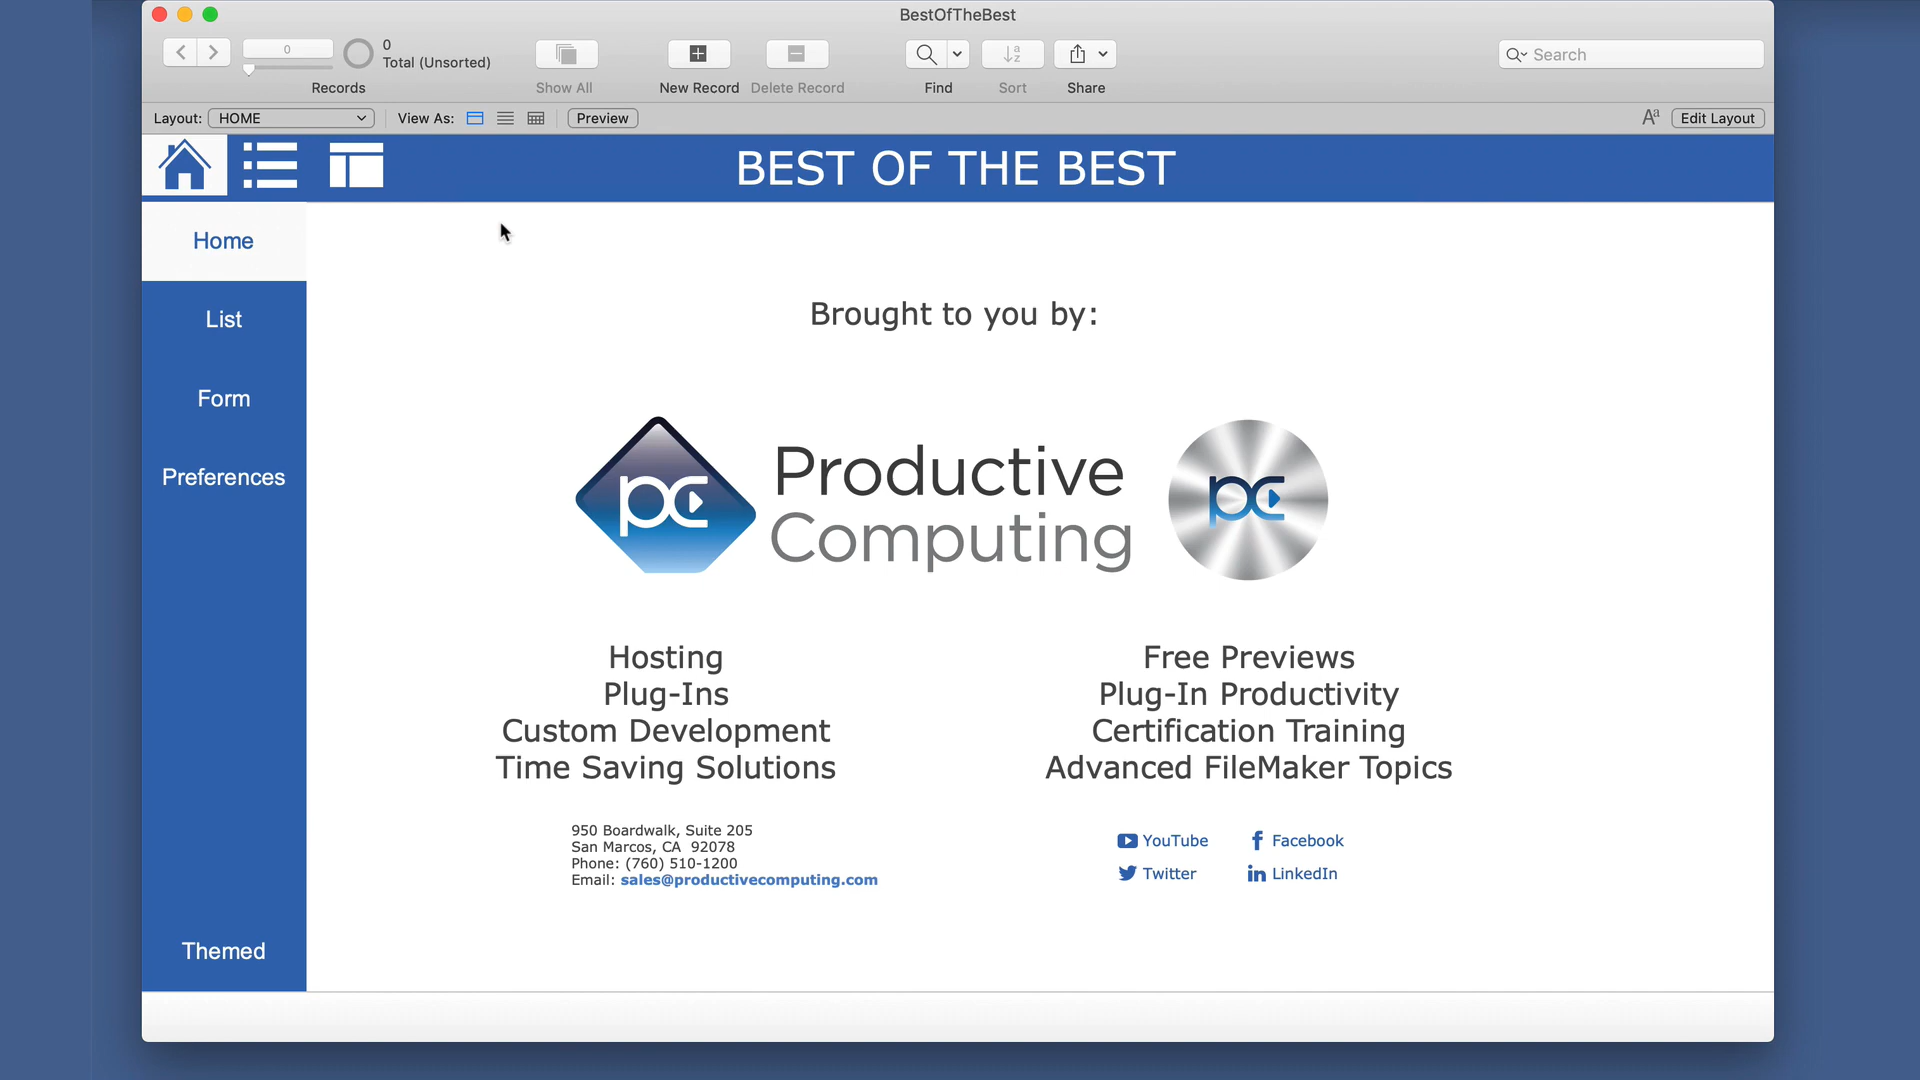 BestOfTheBest
0
0
Total (Unsorted)
Records
Show All
New Record
Delete Record
Find
Sort
Share
Search
Layout:
HOME
View As:
Preview
Aa
Edit Layout
BEST OF THE BEST
Home
List
Form
Preferences
Themed
Brought to you by:
pc
Productive
Computing
pc
Hosting
Plug-Ins
Custom Development
Time Saving Solutions
Free Previews
Plug-In Productivity
Certification Training
Advanced FileMaker Topics
950 Boardwalk, Suite 205
San Marcos, CA 92078
Phone: (760) 510-1200
Email: sales@productivecomputing.com
YouTube
Facebook
Twitter
LinkedIn